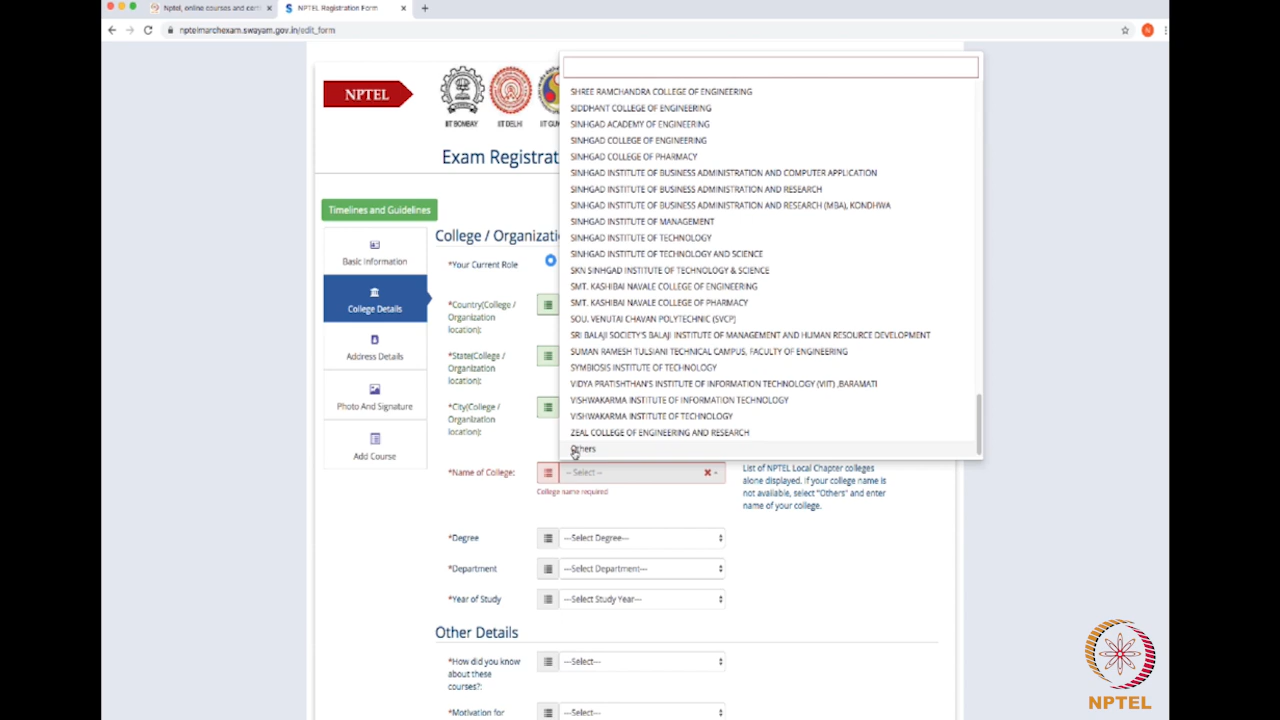 Nptel, online courses and cert
NPTEL Registration Form
nptelmarchexam.swayam.gov.in/edit_form
NPTEL
IIT BOMBAY
IIT DELHI
IIT GU
Exam Registrat
Timelines and Guidelines
Basic Information
College Details
Address Details
Photo And Signature
Add Course
College / Organizati
*Your Current Role
*Country(College /
Organization
location):
*State(College /
Organization
location):
*City(College /
Organization
location):
SHREE RAMCHANDRA COLLEGE OF ENGINEERING
SIDDHANT COLLEGE OF ENGINEERING
SINHGAD ACADEMY OF ENGINEERING
SINHGAD COLLEGE OF ENGINEERING
SINHGAD COLLEGE OF PHARMACY
SINHGAD INSTITUTE OF BUSINESS ADMINISTRATION AND COMPUTER APPLICATION
SINHGAD INSTITUTE OF BUSINESS ADMINISTRATION AND RESEARCH
SINHGAD INSTITUTE OF BUSINESS ADMINISTRATION AND RESEARCH (MBA), KONDHWA
SINHGAD INSTITUTE OF MANAGEMENT
SINHGAD INSTITUTE OF TECHNOLOGY
SINHGAD INSTITUTE OF TECHNOLOGY AND SCIENCE
SKN SINHGAD INSTITUTE OF TECHNOLOGY & SCIENCE
SMT. KASHIBAI NAVALE COLLEGE OF ENGINEERING
SMT. KASHIBAI NAVALE COLLEGE OF PHARMACY
SOU. VENUTAI CHAVAN POLYTECHNIC (SVCP)
SRI BALAJI SOCIETY'S BALAJI INSTITUTE OF MANAGEMENT AND HUMAN RESOURCE DEVELOPMENT
SUMAN RAMESH TULSIANI TECHNICAL CAMPUS, FACULTY OF ENGINEERING
SYMBIOSIS INSTITUTE OF TECHNOLOGY
VIDYA PRATISHTHAN'S INSTITUTE OF INFORMATION TECHNOLOGY (VIIT) ,BARAMATI
VISHWAKARMA INSTITUTE OF INFORMATION TECHNOLOGY
VISHWAKARMA INSTITUTE OF TECHNOLOGY
ZEAL COLLEGE OF ENGINEERING AND RESEARCH
Others
*Name of College:
-- Select --
College name required
List of NPTEL Local Chapter colleges
alone displayed. If your college name is
not available, select "Others" and enter
name of your college.
*Degree
---Select Degree---
*Department
---Select Department---
*Year of Study
---Select Study Year---
Other Details
*How did you know
about these
courses?:
---Select---
*Motivation for
---Select---
NPTEL